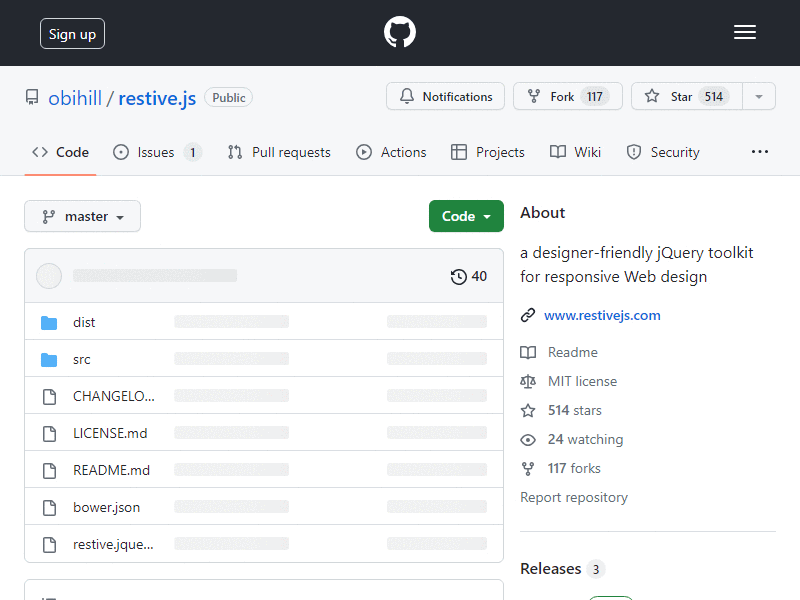 Sign up
obihill / restive.js Public
Notifications
Fork 117
Star 514
Code
Issues 1
Pull requests
Actions
Projects
Wiki
Security
master
Code
40
dist
src
CHANGELO...
LICENSE.md
README.md
bower.json
restive.jque...
About
a designer-friendly jQuery toolkit
for responsive Web design
www.restivejs.com
Readme
MIT license
514 stars
24 watching
117 forks
Report repository
Releases 3